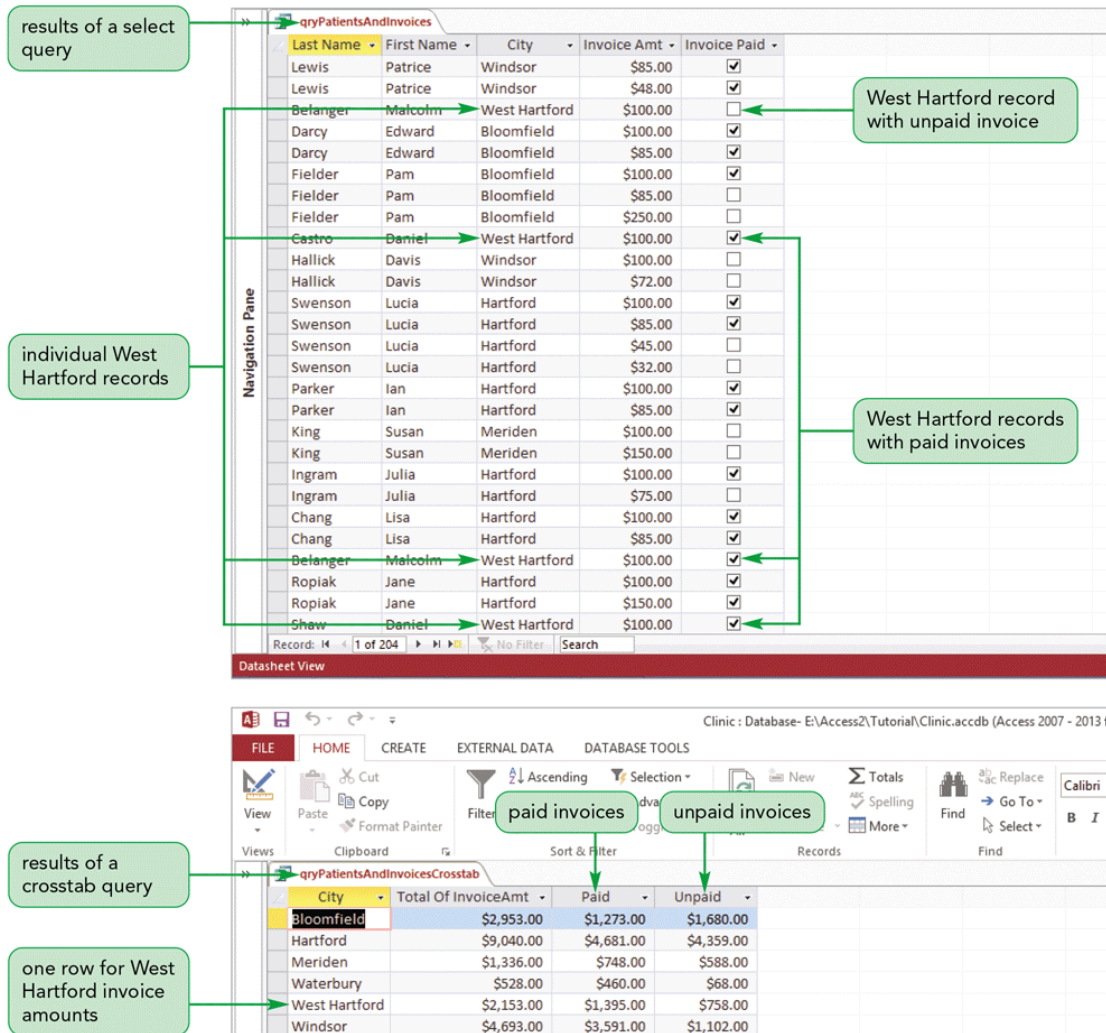 results of a select
query
qryPatientsAndInvoices
Last Name First Name City Invoice Amt Invoice Paid
Lewis Patrice Windsor $85.00
Lewis Patrice Windsor $48.00
Belanger Malcolm West Hartford $100.00
West Hartford record
with unpaid invoice
Darcy Edward Bloomfield $100.00
Darcy Edward Bloomfield $85.00
Fielder Pam Bloomfield $100.00
Fielder Pam Bloomfield $85.00
Fielder Pam Bloomfield $250.00
Castro Daniel West Hartford $100.00
Hallick Davis Windsor $100.00
Hallick Davis Windsor $72.00
Swenson Lucia Hartford $100.00
Swenson Lucia Hartford $85.00
Swenson Lucia Hartford $45.00
Swenson Lucia Hartford $32.00
Navigation Pane
individual West
Hartford records
Parker Ian Hartford $100.00
Parker Ian Hartford $85.00
West Hartford records
with paid invoices
King Susan Meriden $100.00
King Susan Meriden $150.00
Ingram Julia Hartford $100.00
Ingram Julia Hartford $75.00
Chang Lisa Hartford $100.00
Chang Lisa Hartford $85.00
Belanger Malcolm West Hartford $100.00
Ropiak Jane Hartford $100.00
Ropiak Jane Hartford $150.00
Shaw Daniel West Hartford $100.00
Record: 1 of 204 No Filter Search
Datasheet View
Clinic : Database- E:\Access2\Tutorial\Clinic.accdb (Access 2007 - 2013 f
FILE HOME CREATE EXTERNAL DATA DATABASE TOOLS
View Paste Cut Copy Format Painter
Filter Ascending Selection
paid invoices unpaid invoices
New Totals
Spelling
More
Find Replace
Go To
Select
Calibri
B I
Views Clipboard Sort & Filter Records Find
results of a
crosstab query
qryPatientsAndInvoicesCrosstab
City Total Of InvoiceAmt Paid Unpaid
Bloomfield $2,953.00 $1,273.00 $1,680.00
Hartford $9,040.00 $4,681.00 $4,359.00
Meriden $1,336.00 $748.00 $588.00
Waterbury $528.00 $460.00 $68.00
one row for West
Hartford invoice
amounts
West Hartford $2,153.00 $1,395.00 $758.00
Windsor $4,693.00 $3,591.00 $1,102.00